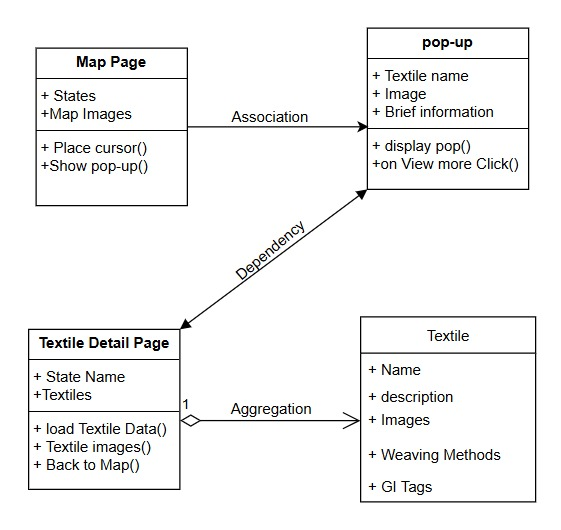 Map Page
+ States
+Map Images
+ Place cursor()
+Show pop-up()
Association
pop-up
+ Textile name
+ Image
+ Brief information
+ display pop()
+on View more Click()
Dependency
Textile Detail Page
+ State Name
+Textiles
+ load Textile Data()
+ Textile images()
+ Back to Map()
1
Aggregation
Textile
+ Name
+ description
+ Images
+ Weaving Methods
+ GI Tags